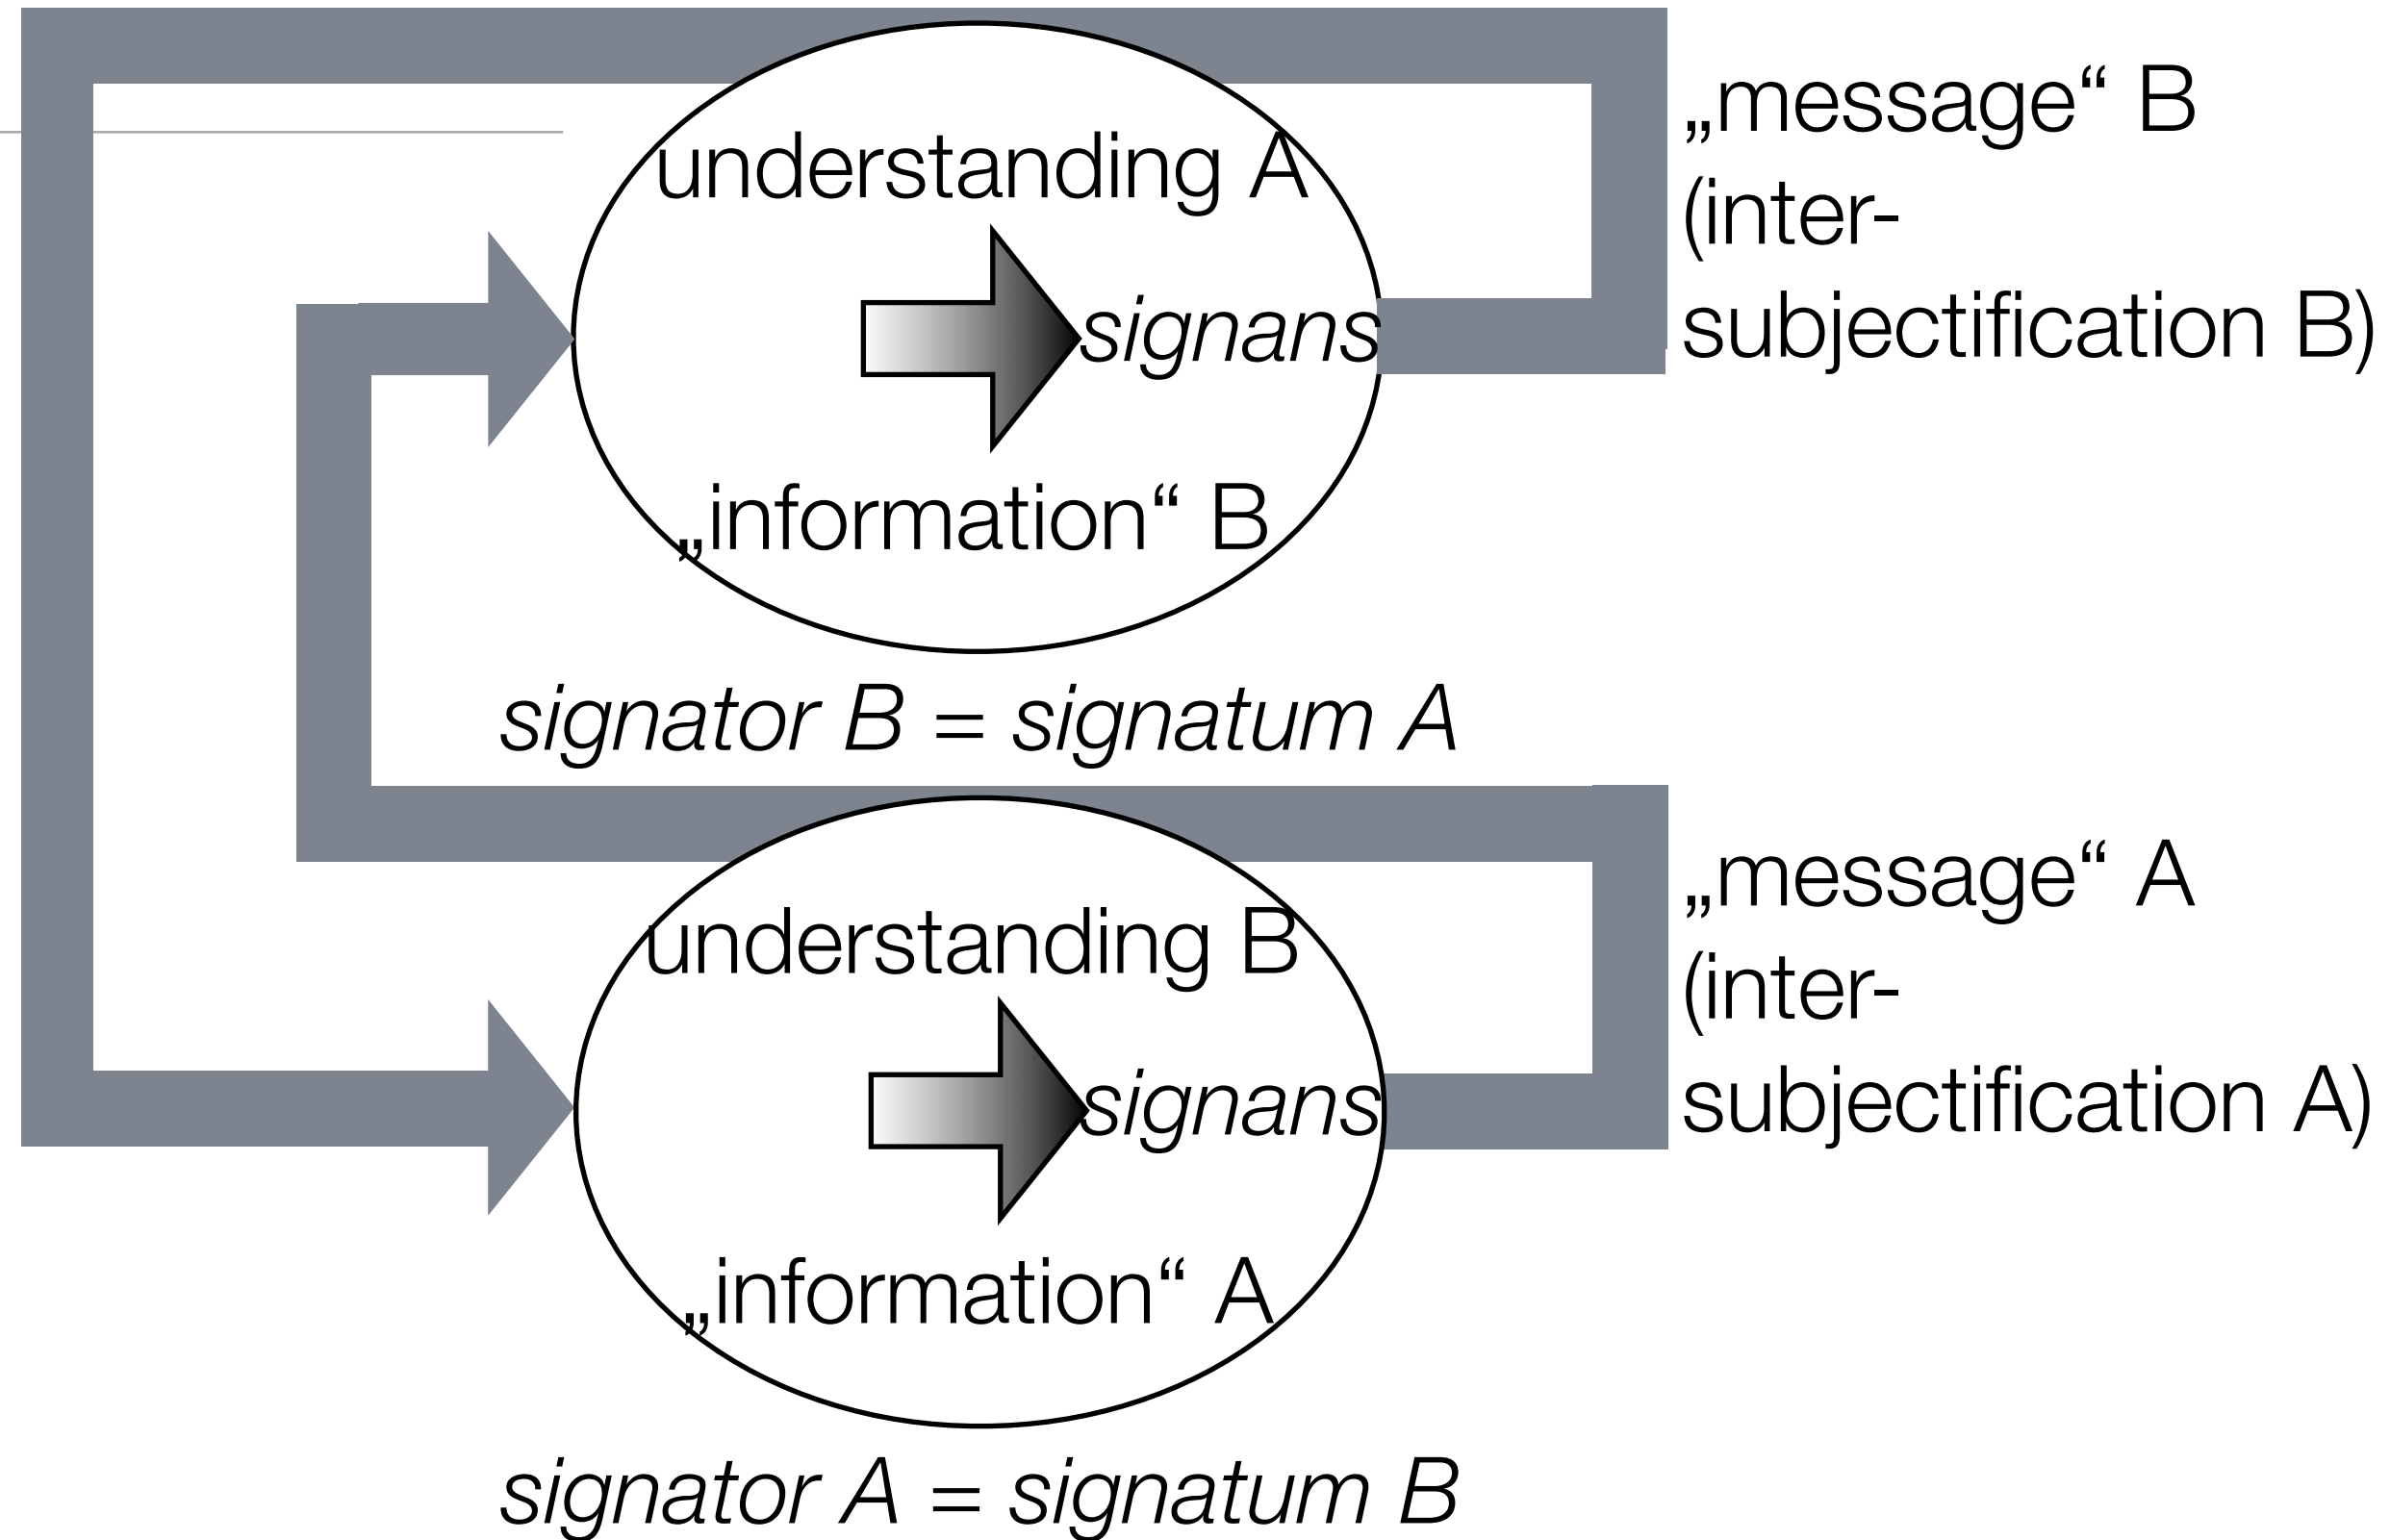 „message“ B
understanding A
(inter-
signans
subjectification B)
„information“ B
signator B = signatum A
„message“ A
understanding B
(inter-
signans
subjectification A)
„information“ A
signator A = signatum B